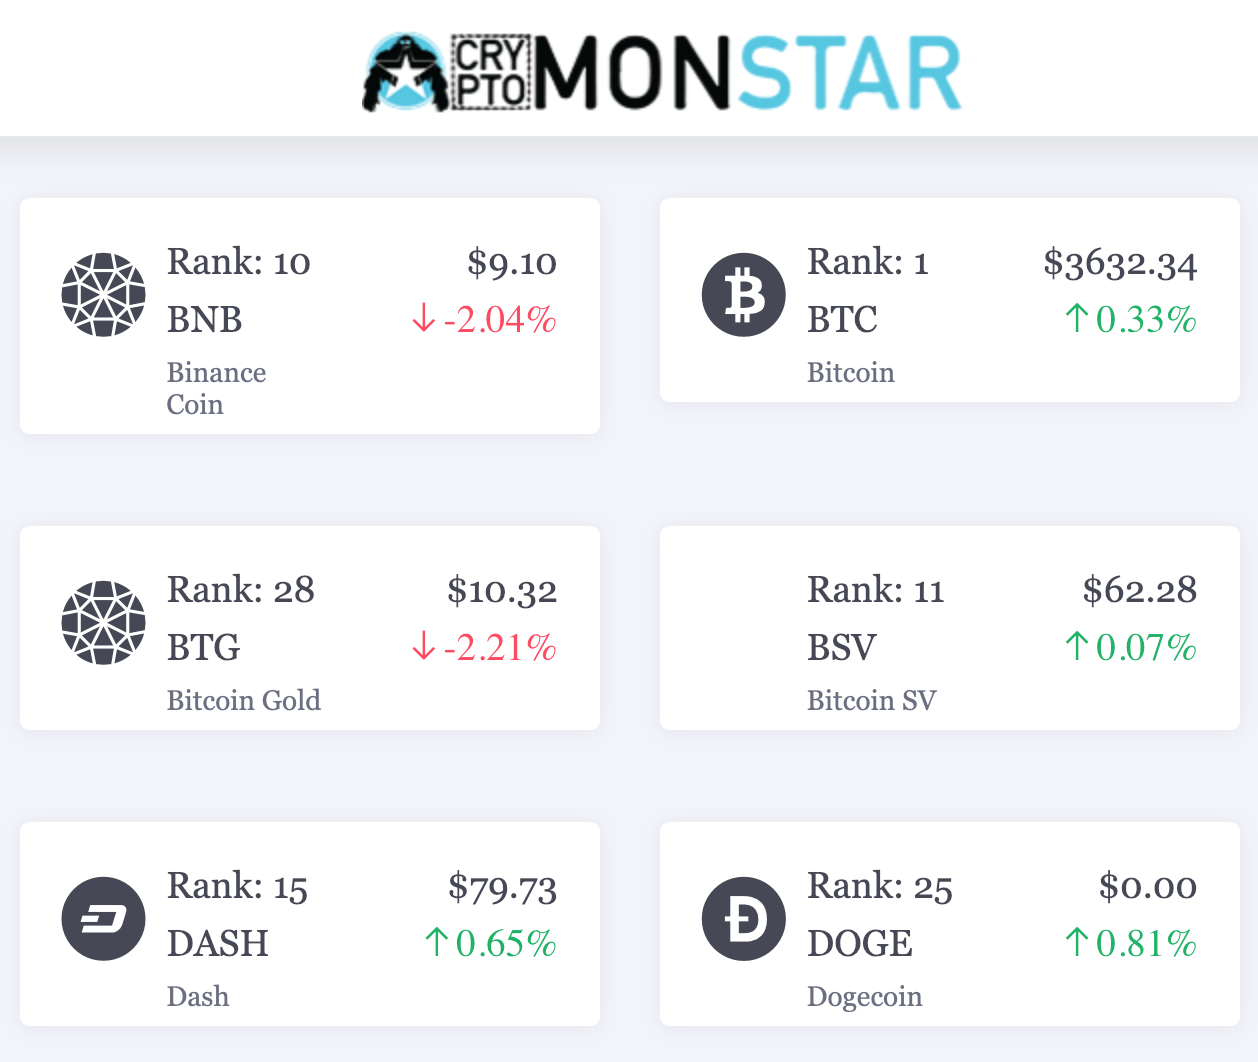 CRYPTO MONSTAR
Rank: 10 $9.10
BNB ↓ -2.04%
Binance
Coin
Rank: 1 $3632.34
BTC ↑ 0.33%
Bitcoin
Rank: 28 $10.32
BTG ↓ -2.21%
Bitcoin Gold
Rank: 11 $62.28
BSV ↑ 0.07%
Bitcoin SV
Rank: 15 $79.73
DASH ↑ 0.65%
Dash
Rank: 25 $0.00
DOGE ↑ 0.81%
Dogecoin